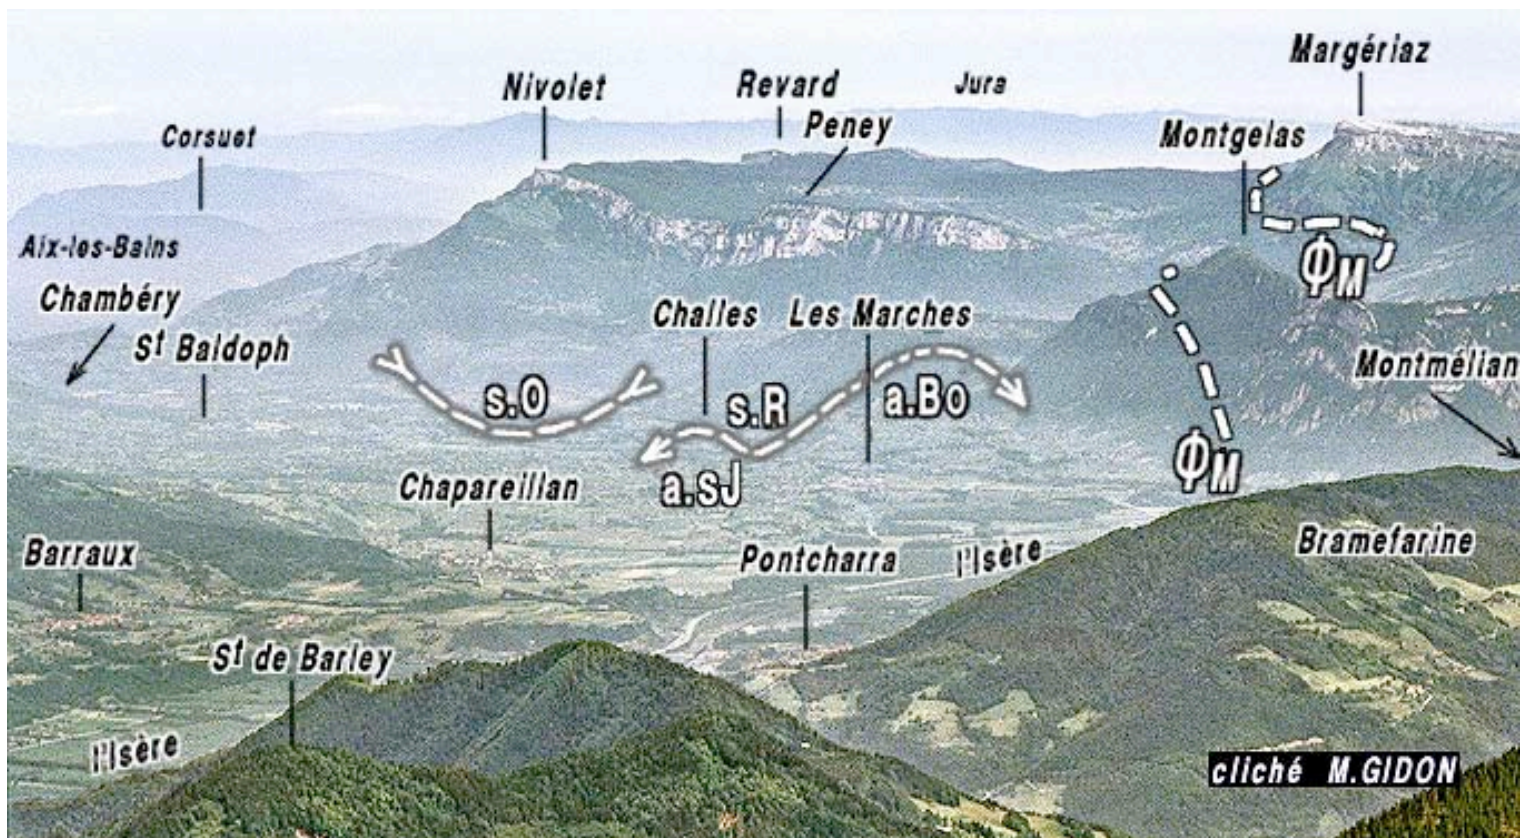 Margériaz
Nivolet
Revard
Jura
Peney
Corsuet
Montgelas
Aix-les-Bains
Chambéry
St Baldoph
Challes
Les Marches
ΦM
Montmélian
s.O
s.R
a.Bo
ΦM
a.sJ
Chapareillan
Barraux
Pontcharra
l'Isère
Bramefarine
St de Barley
l'Isère
cliché M.GIDON